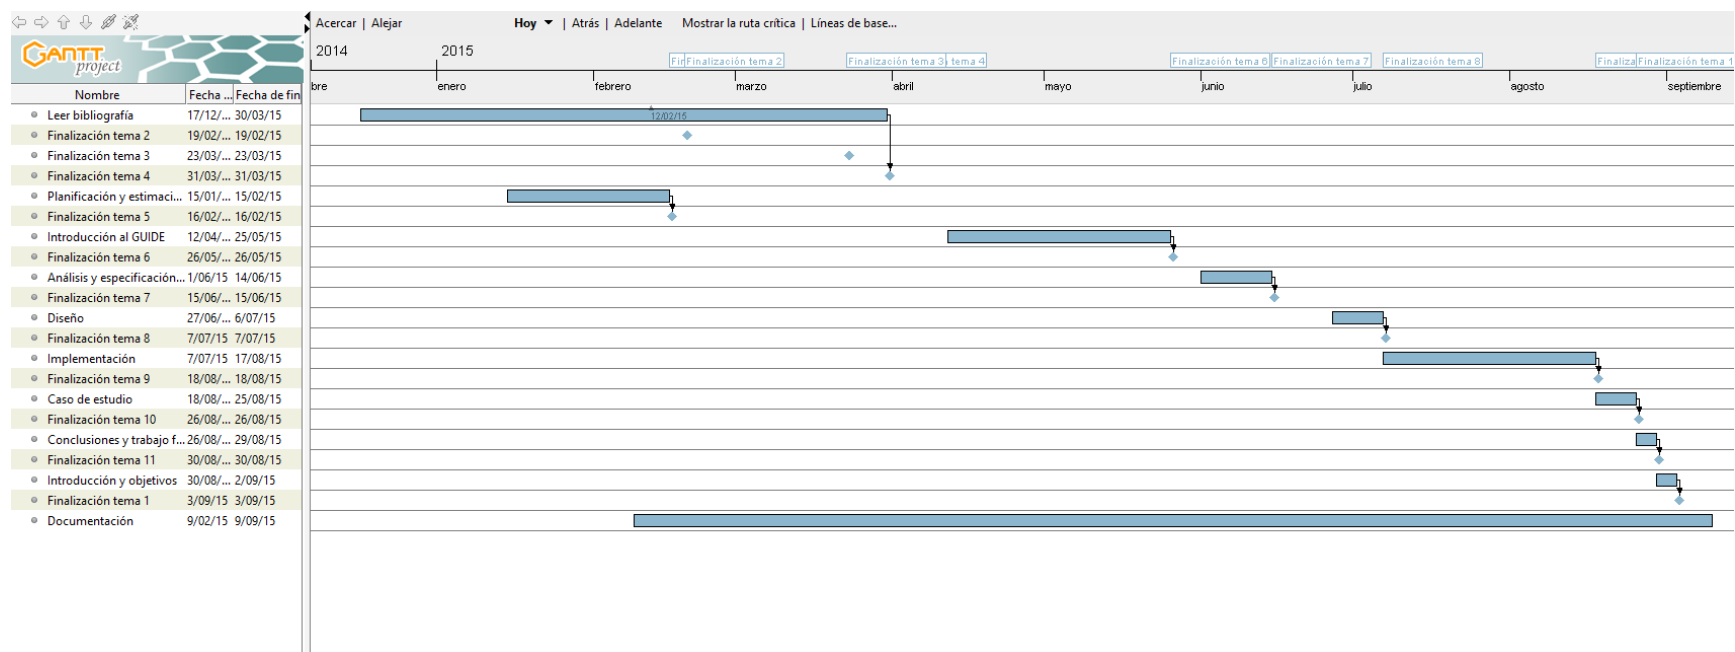 Acercar | Alejar Hoy | Atrás | Adelante Mostrar la ruta crítica | Líneas de base...
GANTT project
2014 2015
Fir Finalización tema 2 Finalización tema 3 tema 4 Finalización tema 6 Finalización tema 7 Finalización tema 8 Finaliza Finalización tema 1
Nombre Fecha ... Fecha de fin
bre enero febrero marzo abril mayo junio julio agosto septiembre
Leer bibliografía 17/12/... 30/03/15
12/02/15
Finalización tema 2 19/02/... 19/02/15
Finalización tema 3 23/03/... 23/03/15
Finalización tema 4 31/03/... 31/03/15
Planificación y estimaci... 15/01/... 15/02/15
Finalización tema 5 16/02/... 16/02/15
Introducción al GUIDE 12/04/... 25/05/15
Finalización tema 6 26/05/... 26/05/15
Análisis y especificación... 1/06/15 14/06/15
Finalización tema 7 15/06/... 15/06/15
Diseño 27/06/... 6/07/15
Finalización tema 8 7/07/15 7/07/15
Implementación 7/07/15 17/08/15
Finalización tema 9 18/08/... 18/08/15
Caso de estudio 18/08/... 25/08/15
Finalización tema 10 26/08/... 26/08/15
Conclusiones y trabajo f... 26/08/... 29/08/15
Finalización tema 11 30/08/... 30/08/15
Introducción y objetivos 30/08/... 2/09/15
Finalización tema 1 3/09/15 3/09/15
Documentación 9/02/15 9/09/15